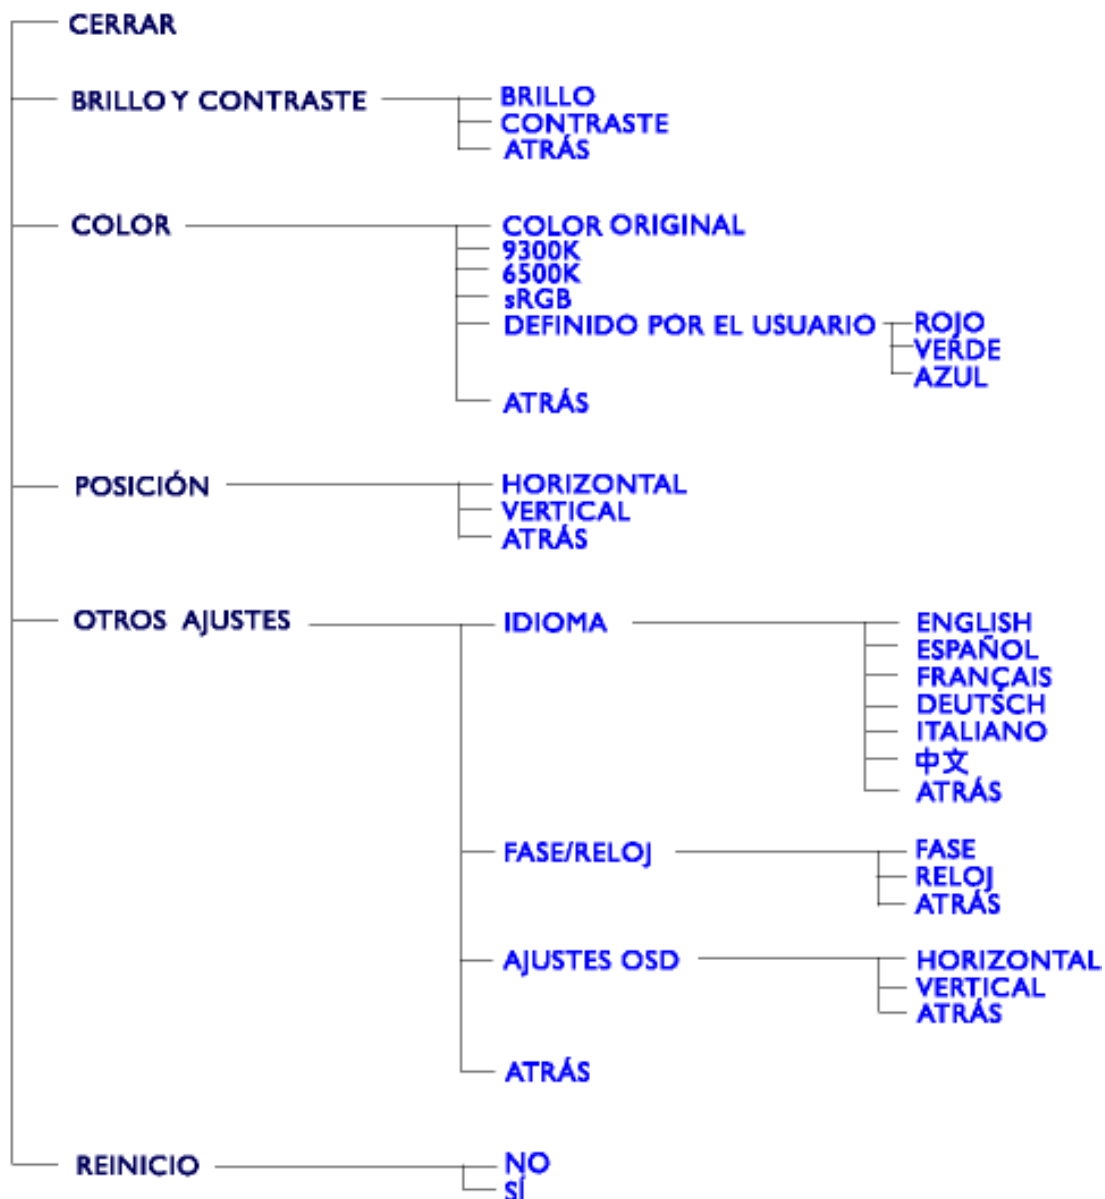 CERRAR
BRILLO Y CONTRASTE
BRILLO
CONTRASTE
ATRÁS
COLOR
COLOR ORIGINAL
9300K
6500K
sRGB
DEFINIDO POR EL USUARIO
ROJO
VERDE
AZUL
ATRÁS
POSICIÓN
HORIZONTAL
VERTICAL
ATRÁS
OTROS AJUSTES
IDIOMA
ENGLISH
ESPAÑOL
FRANÇAIS
DEUTSCH
ITALIANO
中文
ATRÁS
FASE/RELOJ
FASE
RELOJ
ATRÁS
AJUSTES OSD
HORIZONTAL
VERTICAL
ATRÁS
ATRÁS
REINICIO
NO
SÍ